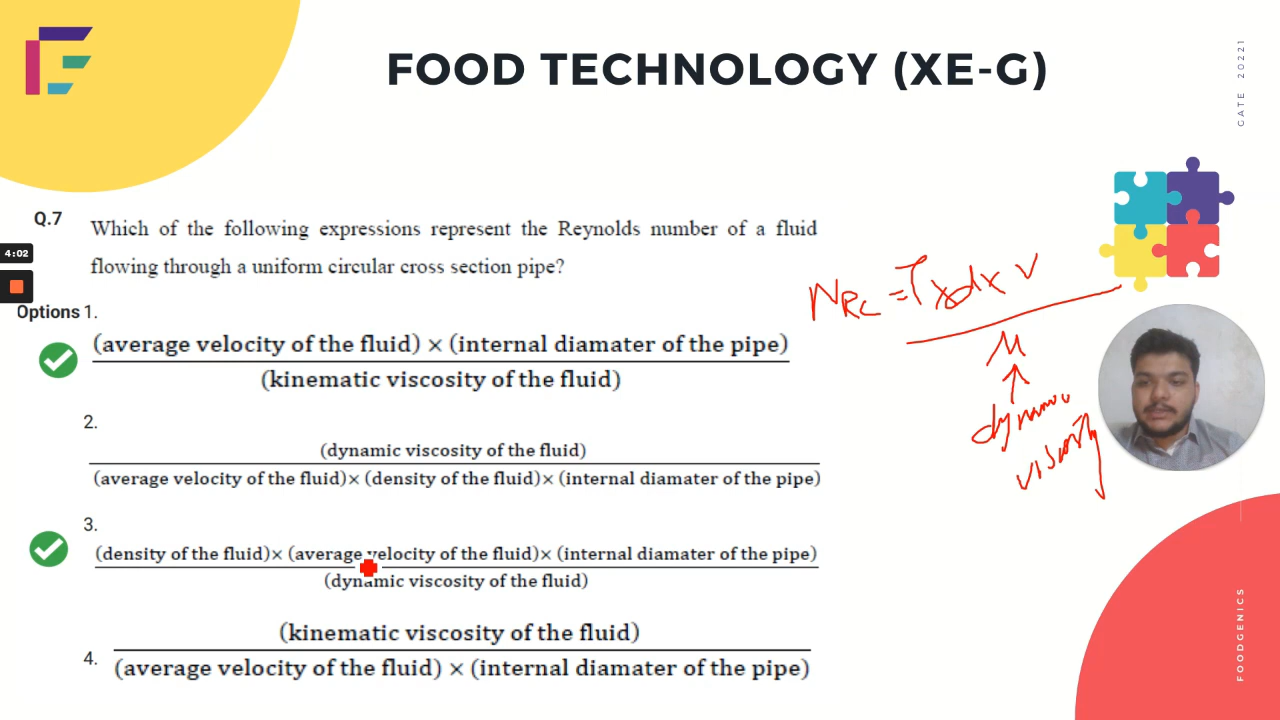 FOOD TECHNOLOGY (XE-G)
GATE 20221
Q.7
Which of the following expressions represent the Reynolds number of a fluid
flowing through a uniform circular cross section pipe?
4:02
Options 1.
(average velocity of the fluid) × (internal diamater of the pipe)
(kinematic viscosity of the fluid)
2.
(dynamic viscosity of the fluid)
(average velocity of the fluid)× (density of the fluid)× (internal diamater of the pipe)
3.
(density of the fluid)× (average velocity of the fluid)× (internal diamater of the pipe)
(dynamic viscosity of the fluid)
4.
(kinematic viscosity of the fluid)
(average velocity of the fluid) × (internal diamater of the pipe)
μ
viscosity
FOODGENICS